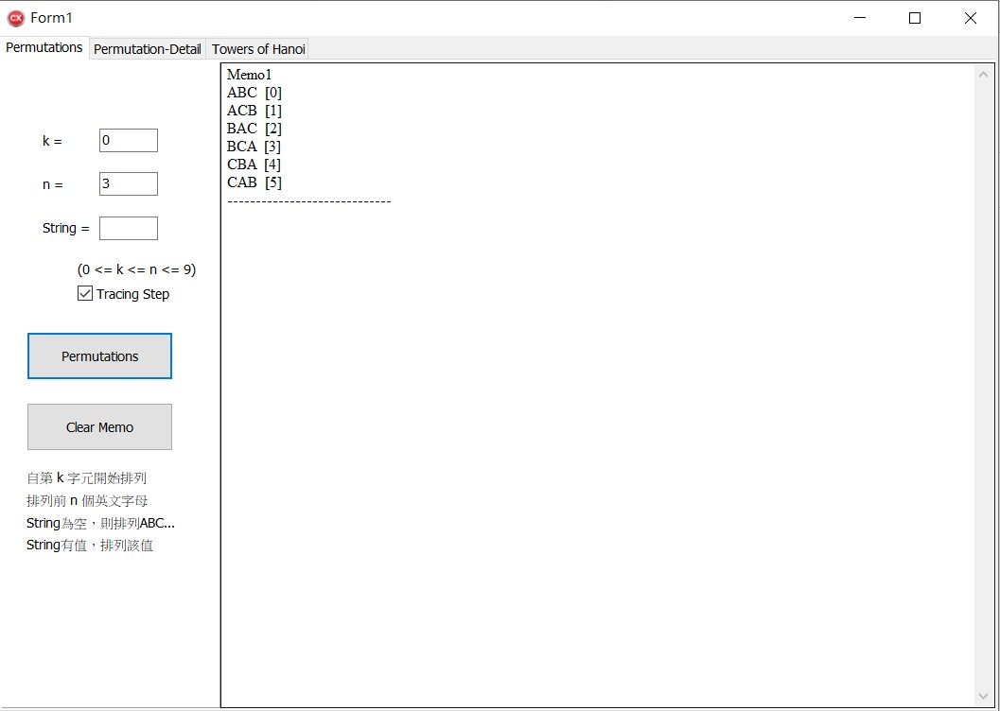 CX Form1
Permutations Permutation-Detail Towers of Hanoi
k = 0
n = 3
String =
(0 <= k <= n <= 9)
Tracing Step
Permutations
Clear Memo
自第 k 字元開始排列
排列前 n 個英文字母
String為空，則排列ABC...
String有值，排列該值
Memo1
ABC [0]
ACB [1]
BAC [2]
BCA [3]
CBA [4]
CAB [5]
-----------------------------